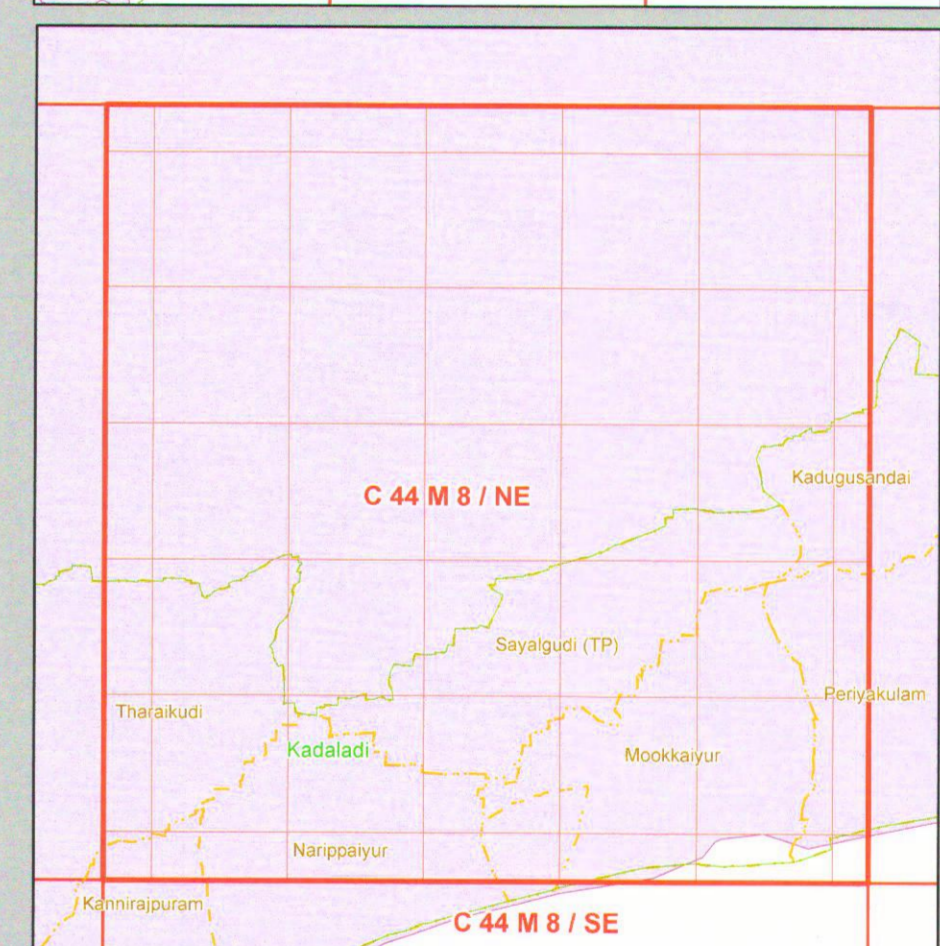 Kadugusandai
C 44 M 8 / NE
Sayalgudi (TP)
Periyakulam
Tharaikudi
Kadaladi
Mookkaiyur
Narippaiyur
Kannirajpuram
C 44 M 8 / SE